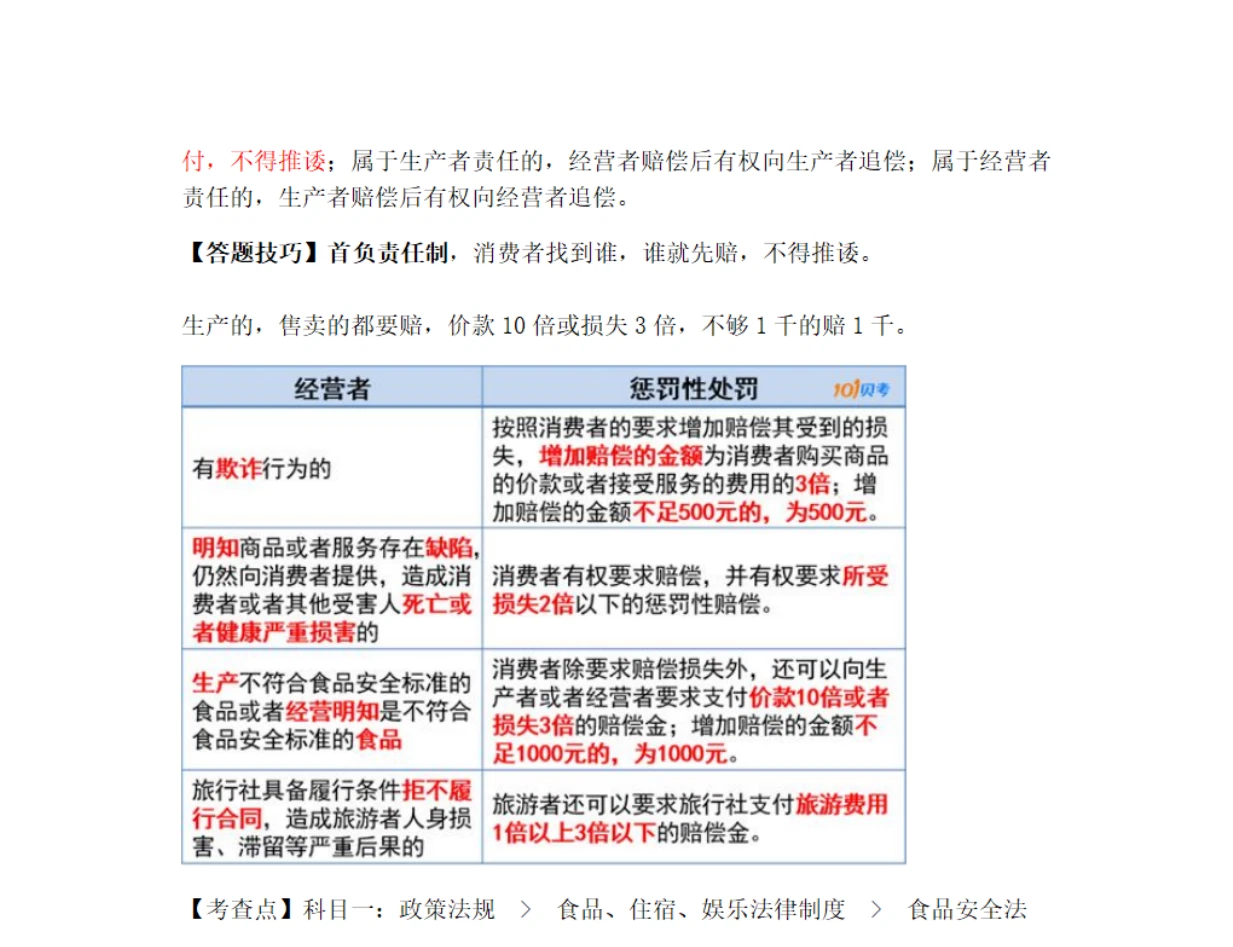 付，不得推诿；属于生产者责任的，经营者赔偿后有权向生产者追偿；属于经营者
责任的，生产者赔偿后有权向经营者追偿。
【答题技巧】首负责任制，消费者找到谁，谁就先赔，不得推诿。
生产的，售卖的都要赔，价款 10 倍或损失 3 倍，不够 1 千的赔 1 千。
经营者
惩罚性处罚
101贝考
有欺诈行为的
按照消费者的要求增加赔偿其受到的损
失，增加赔偿的金额为消费者购买商品
的价款或者接受服务的费用的3倍；增
加赔偿的金额不足500元的，为500元。
明知商品或者服务存在缺陷，
仍然向消费者提供，造成消
费者或者其他受害人死亡或
者健康严重损害的
消费者有权要求赔偿，并有权要求所受
损失2倍以下的惩罚性赔偿。
生产不符合食品安全标准的
食品或者经营明知是不符合
食品安全标准的食品
消费者除要求赔偿损失外，还可以向生
产者或者经营者要求支付价款10倍或者
损失3倍的赔偿金；增加赔偿的金额不
足1000元的，为1000元。
旅行社具备履行条件拒不履
行合同，造成旅游者人身损
害、滞留等严重后果的
旅游者还可以要求旅行社支付旅游费用
1倍以上3倍以下的赔偿金。
【考查点】科目一：政策法规 > 食品、住宿、娱乐法律制度 > 食品安全法